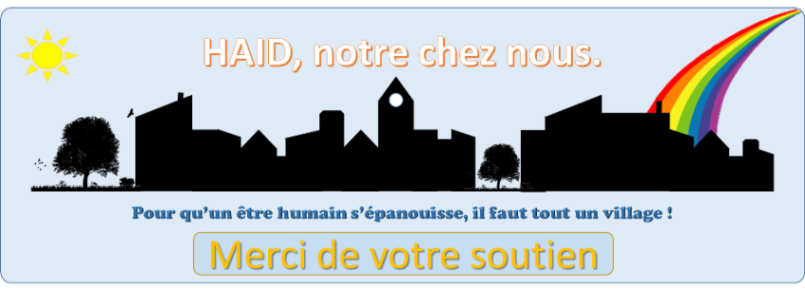 HAID, notre chez nous.
Pour qu'un être humain s'épanouisse, il faut tout un village !
Merci de votre soutien